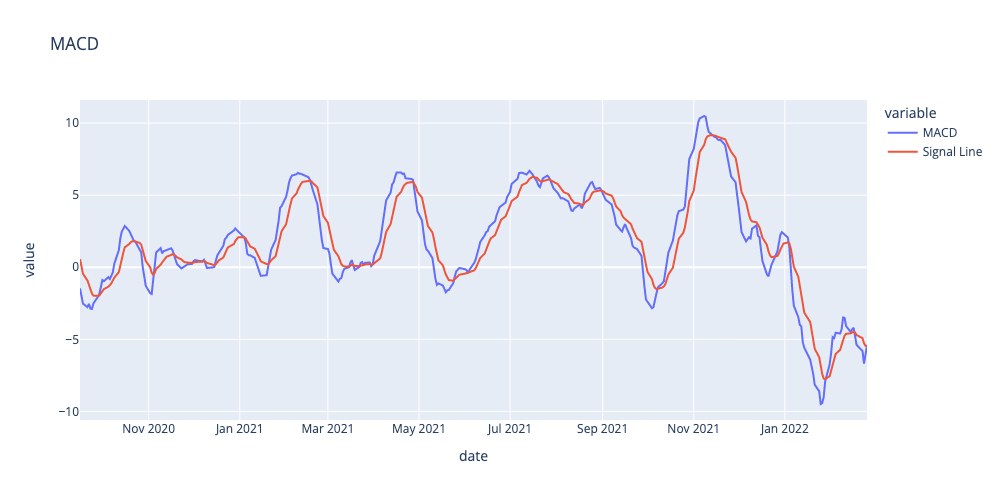 MACD
variable
MACD
Signal Line
value
10
5
0
−5
−10
Nov 2020 Jan 2021 Mar 2021 May 2021 Jul 2021 Sep 2021 Nov 2021 Jan 2022
date